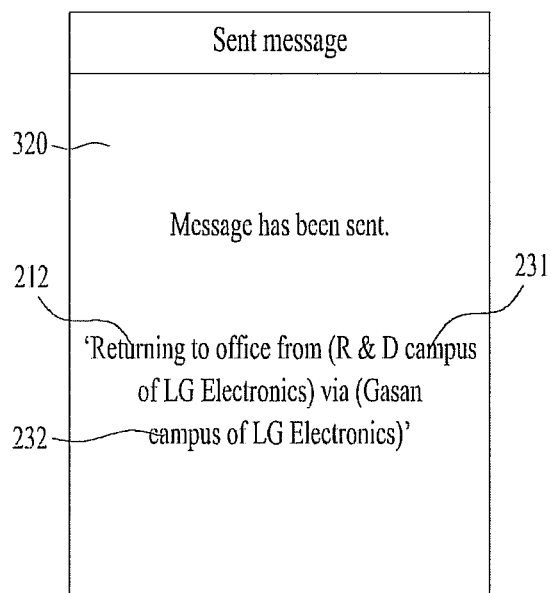 Sent message
320
Message has been sent.
212
231
‘Returning to office from (R & D campus
of LG Electronics) via (Gasan
232
campus of LG Electronics)’